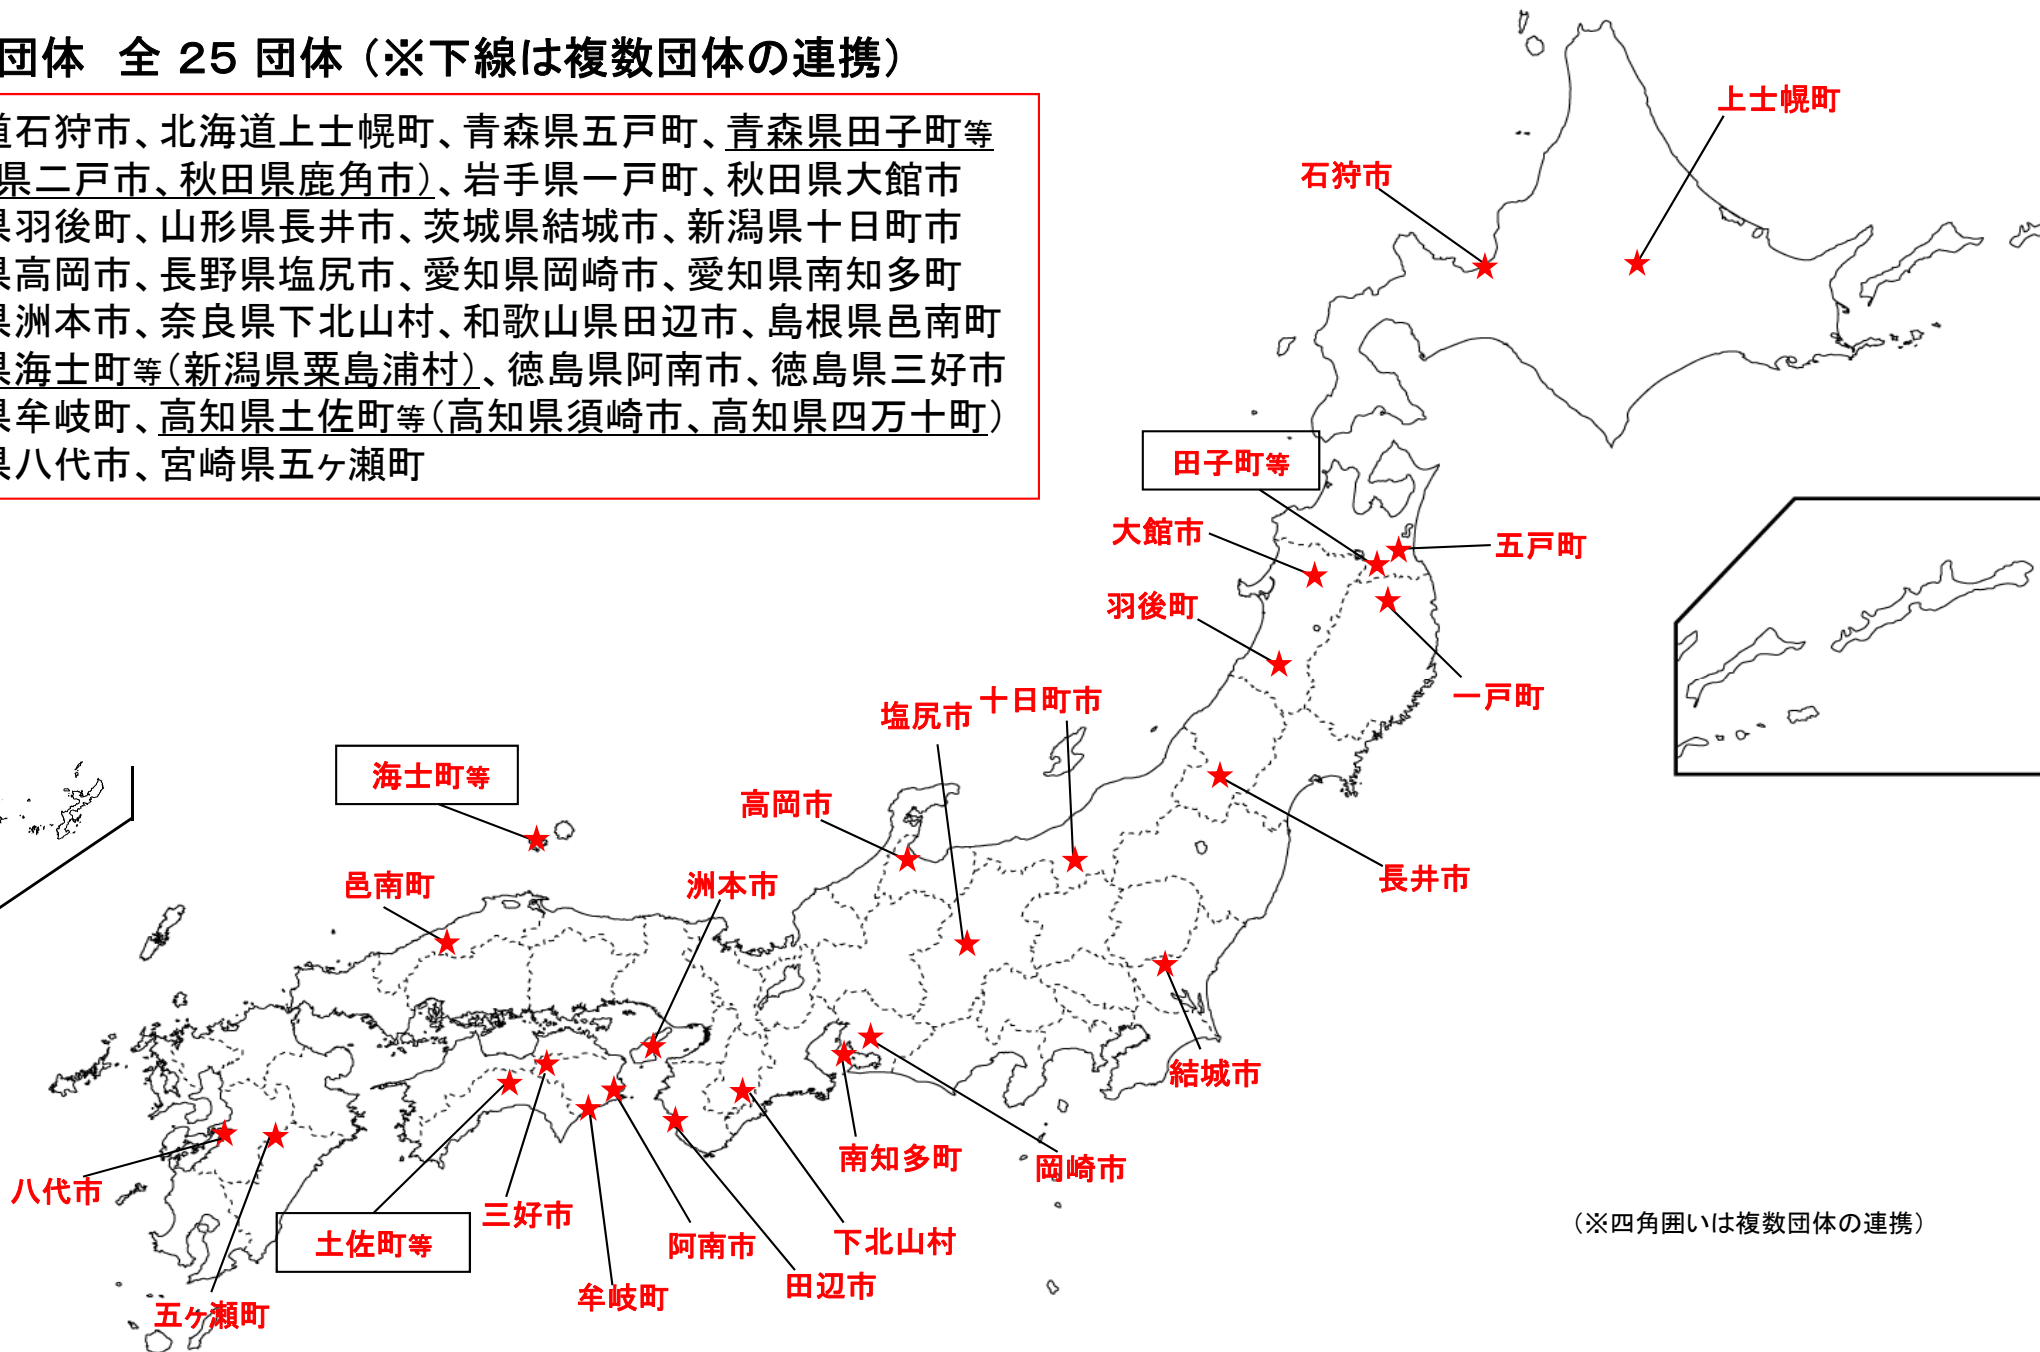 団体 全 25 団体（※下線は複数団体の連携）
道石狩市、北海道上士幌町、青森県五戸町、青森県田子町等
県二戸市、秋田県鹿角市）、岩手県一戸町、秋田県大館市
県羽後町、山形県長井市、茨城県結城市、新潟県十日町市
県高岡市、長野県塩尻市、愛知県岡崎市、愛知県南知多町
県洲本市、奈良県下北山村、和歌山県田辺市、島根県邑南町
県海士町等（新潟県粟島浦村）、徳島県阿南市、徳島県三好市
県牟岐町、高知県土佐町等（高知県須崎市、高知県四万十町）
県八代市、宮崎県五ヶ瀬町
上士幌町
石狩市
田子町等
大館市
五戸町
羽後町
一戸町
十日町市
塩尻市
海士町等
高岡市
長井市
邑南町
洲本市
結城市
南知多町
岡崎市
八代市
三好市
土佐町等
阿南市
下北山村
田辺市
牟岐町
五ヶ瀬町
（※四角囲いは複数団体の連携）